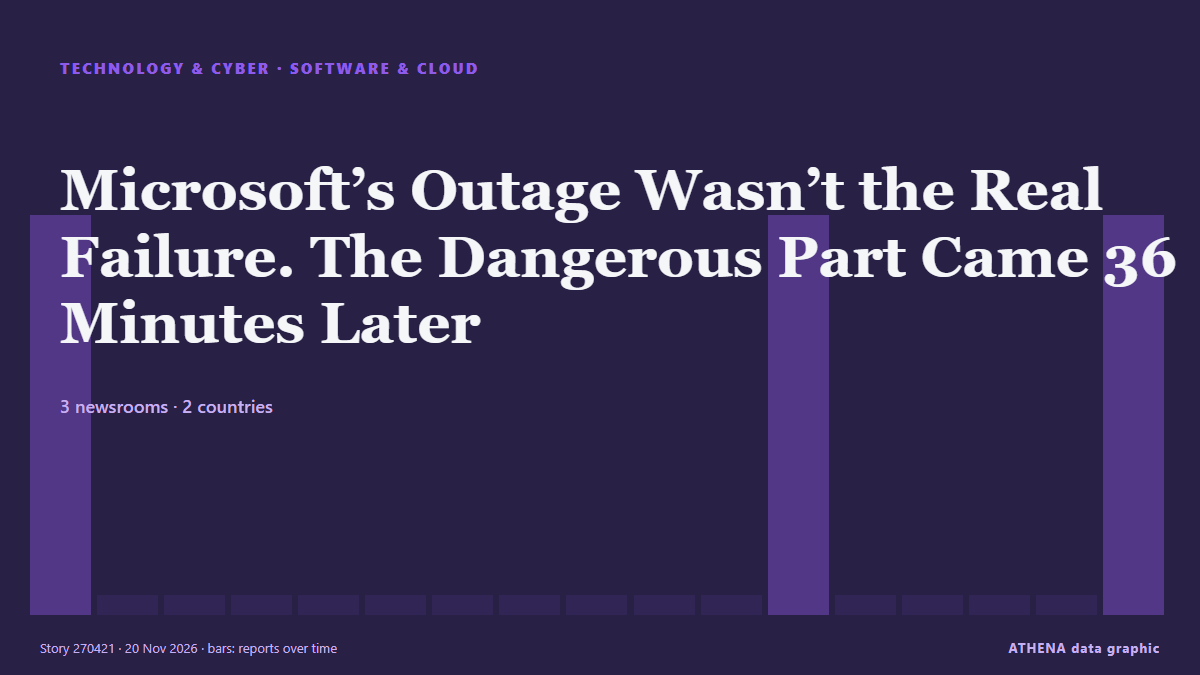 TECHNOLOGY & CYBER · SOFTWARE & CLOUD
Microsoft’s Outage Wasn’t the Real
Failure. The Dangerous Part Came 36
Minutes Later
3 newsrooms · 2 countries
Story 270421 · 20 Nov 2026 · bars: reports over time
ATHENA data graphic